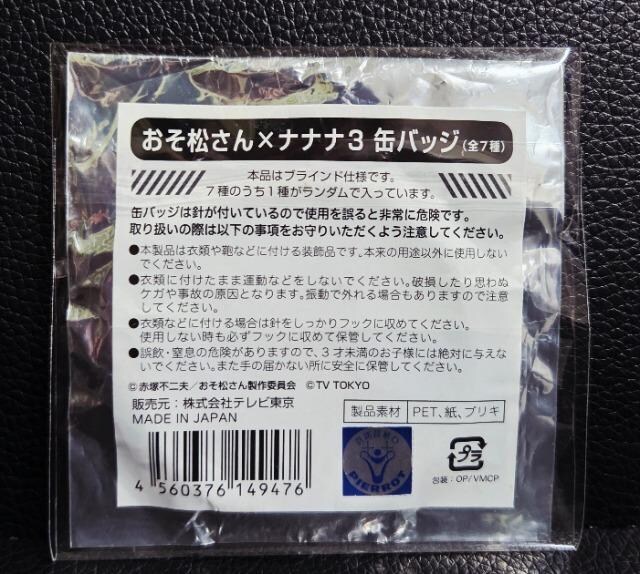 おそ松さん×ナナナ3 缶バッジ(全7種)
本品はブラインド仕様です。
7種のうち1種がランダムで入っています。
缶バッジは針が付いているので使用を誤ると非常に危険です。
取り扱いの際は以下の事項をお守りいただくよう注意してください。
●本製品は衣類や鞄などに付ける装飾品です。本来の用途以外に使用しない
でください。
●衣類に付けたまま運動などをしないでください。破損したり思わぬ
ケガや事故の原因となります。振動で外れる場合もありますので注意
してください。
●衣類などに付ける場合は針をしっかりフックに収めてください。
使用しない時も必ずフックに収めて保管してください。
●誤飲・窒息の危険がありますので、3才未満のお子様には絶対に与えな
いでください。また手の届かない所に安全に保管してください。
©赤塚不二夫/おそ松さん製作委員会 ©TV TOKYO
販売元:株式会社テレビ東京
MADE IN JAPAN
製品素材 PET、紙、ブリキ
4 560376 149476
PIERROT
プラ
包装:OP/VMCP